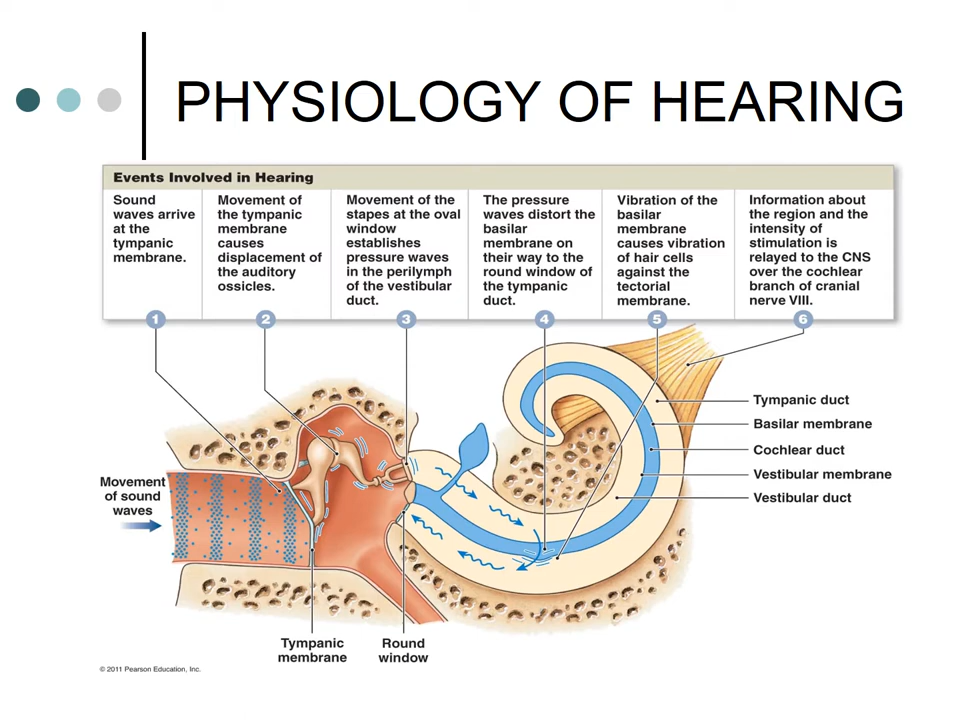 PHYSIOLOGY OF HEARING
Events Involved in Hearing
Sound
waves arrive
at the
tympanic
membrane.
Movement of
the tympanic
membrane
causes
displacement of
the auditory
ossicles.
Movement of the
stapes at the oval
window
establishes
pressure waves
in the perilymph
of the vestibular
duct.
The pressure
waves distort the
basilar
membrane on
their way to the
round window of
the tympanic
duct.
Vibration of the
basilar
membrane
causes vibration
of hair cells
against the
tectorial
membrane.
Information about
the region and the
intensity of
stimulation is
relayed to the CNS
over the cochlear
branch of cranial
nerve VIII.
1
2
3
4
5
6
Tympanic duct
Basilar membrane
Cochlear duct
Vestibular membrane
Vestibular duct
Movement
of sound
waves
Tympanic
membrane
Round
window
© 2011 Pearson Education, Inc.